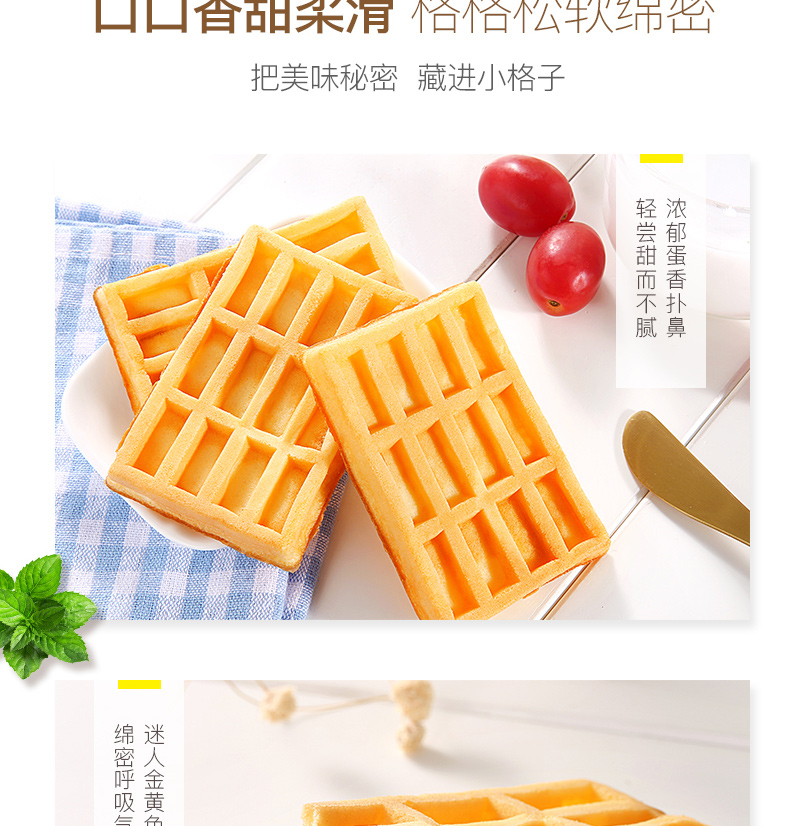 口口香甜柔滑 格格松软绵密
把美味秘密 藏进小格子
浓郁蛋香扑鼻
轻尝甜而不腻
迷人金黄色
绵密呼吸气